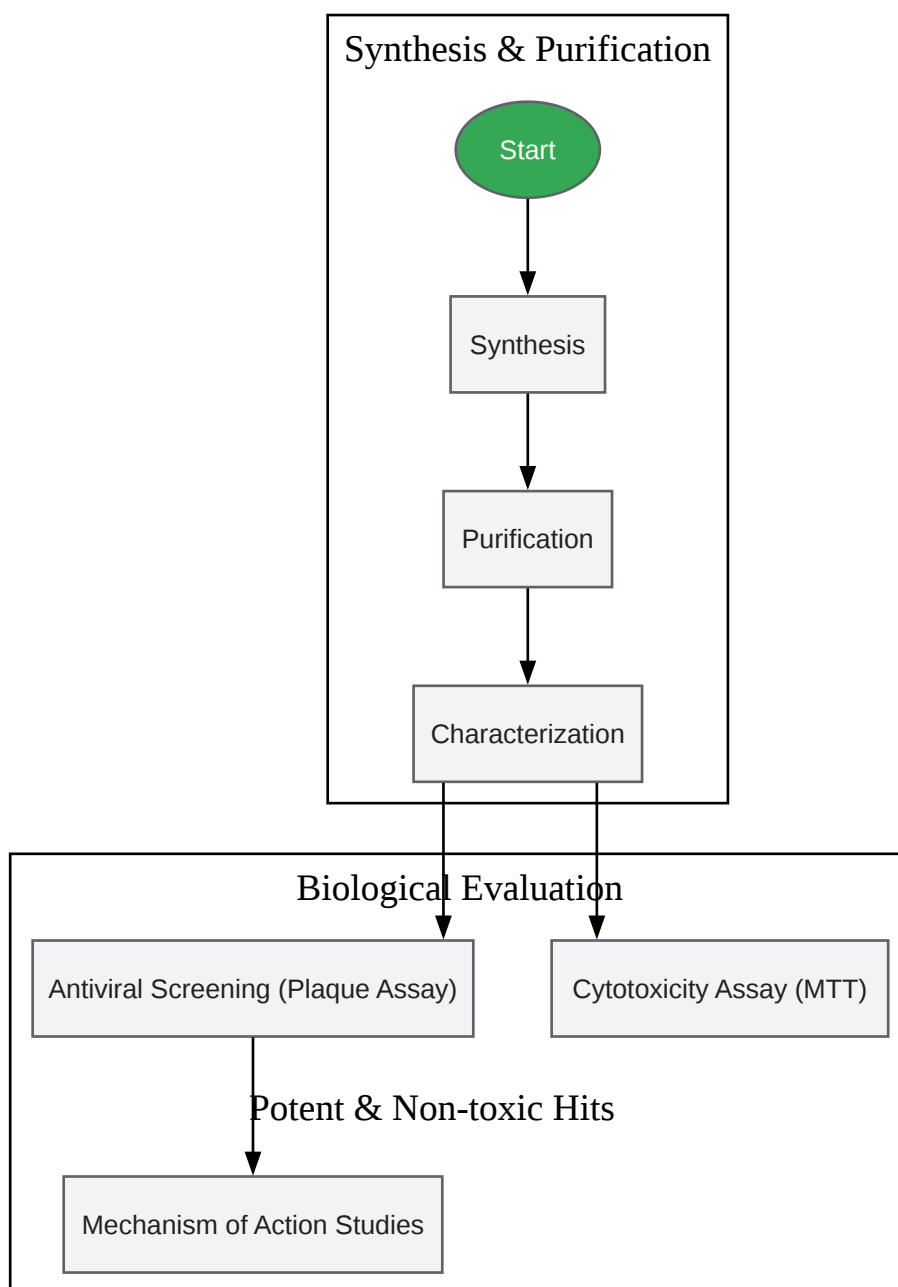 Synthesis & Purification
Start
Synthesis
Purification
Characterization
Biological Evaluation
Antiviral Screening (Plaque Assay)
Cytotoxicity Assay (MTT)
Potent & Non-toxic Hits
Mechanism of Action Studies